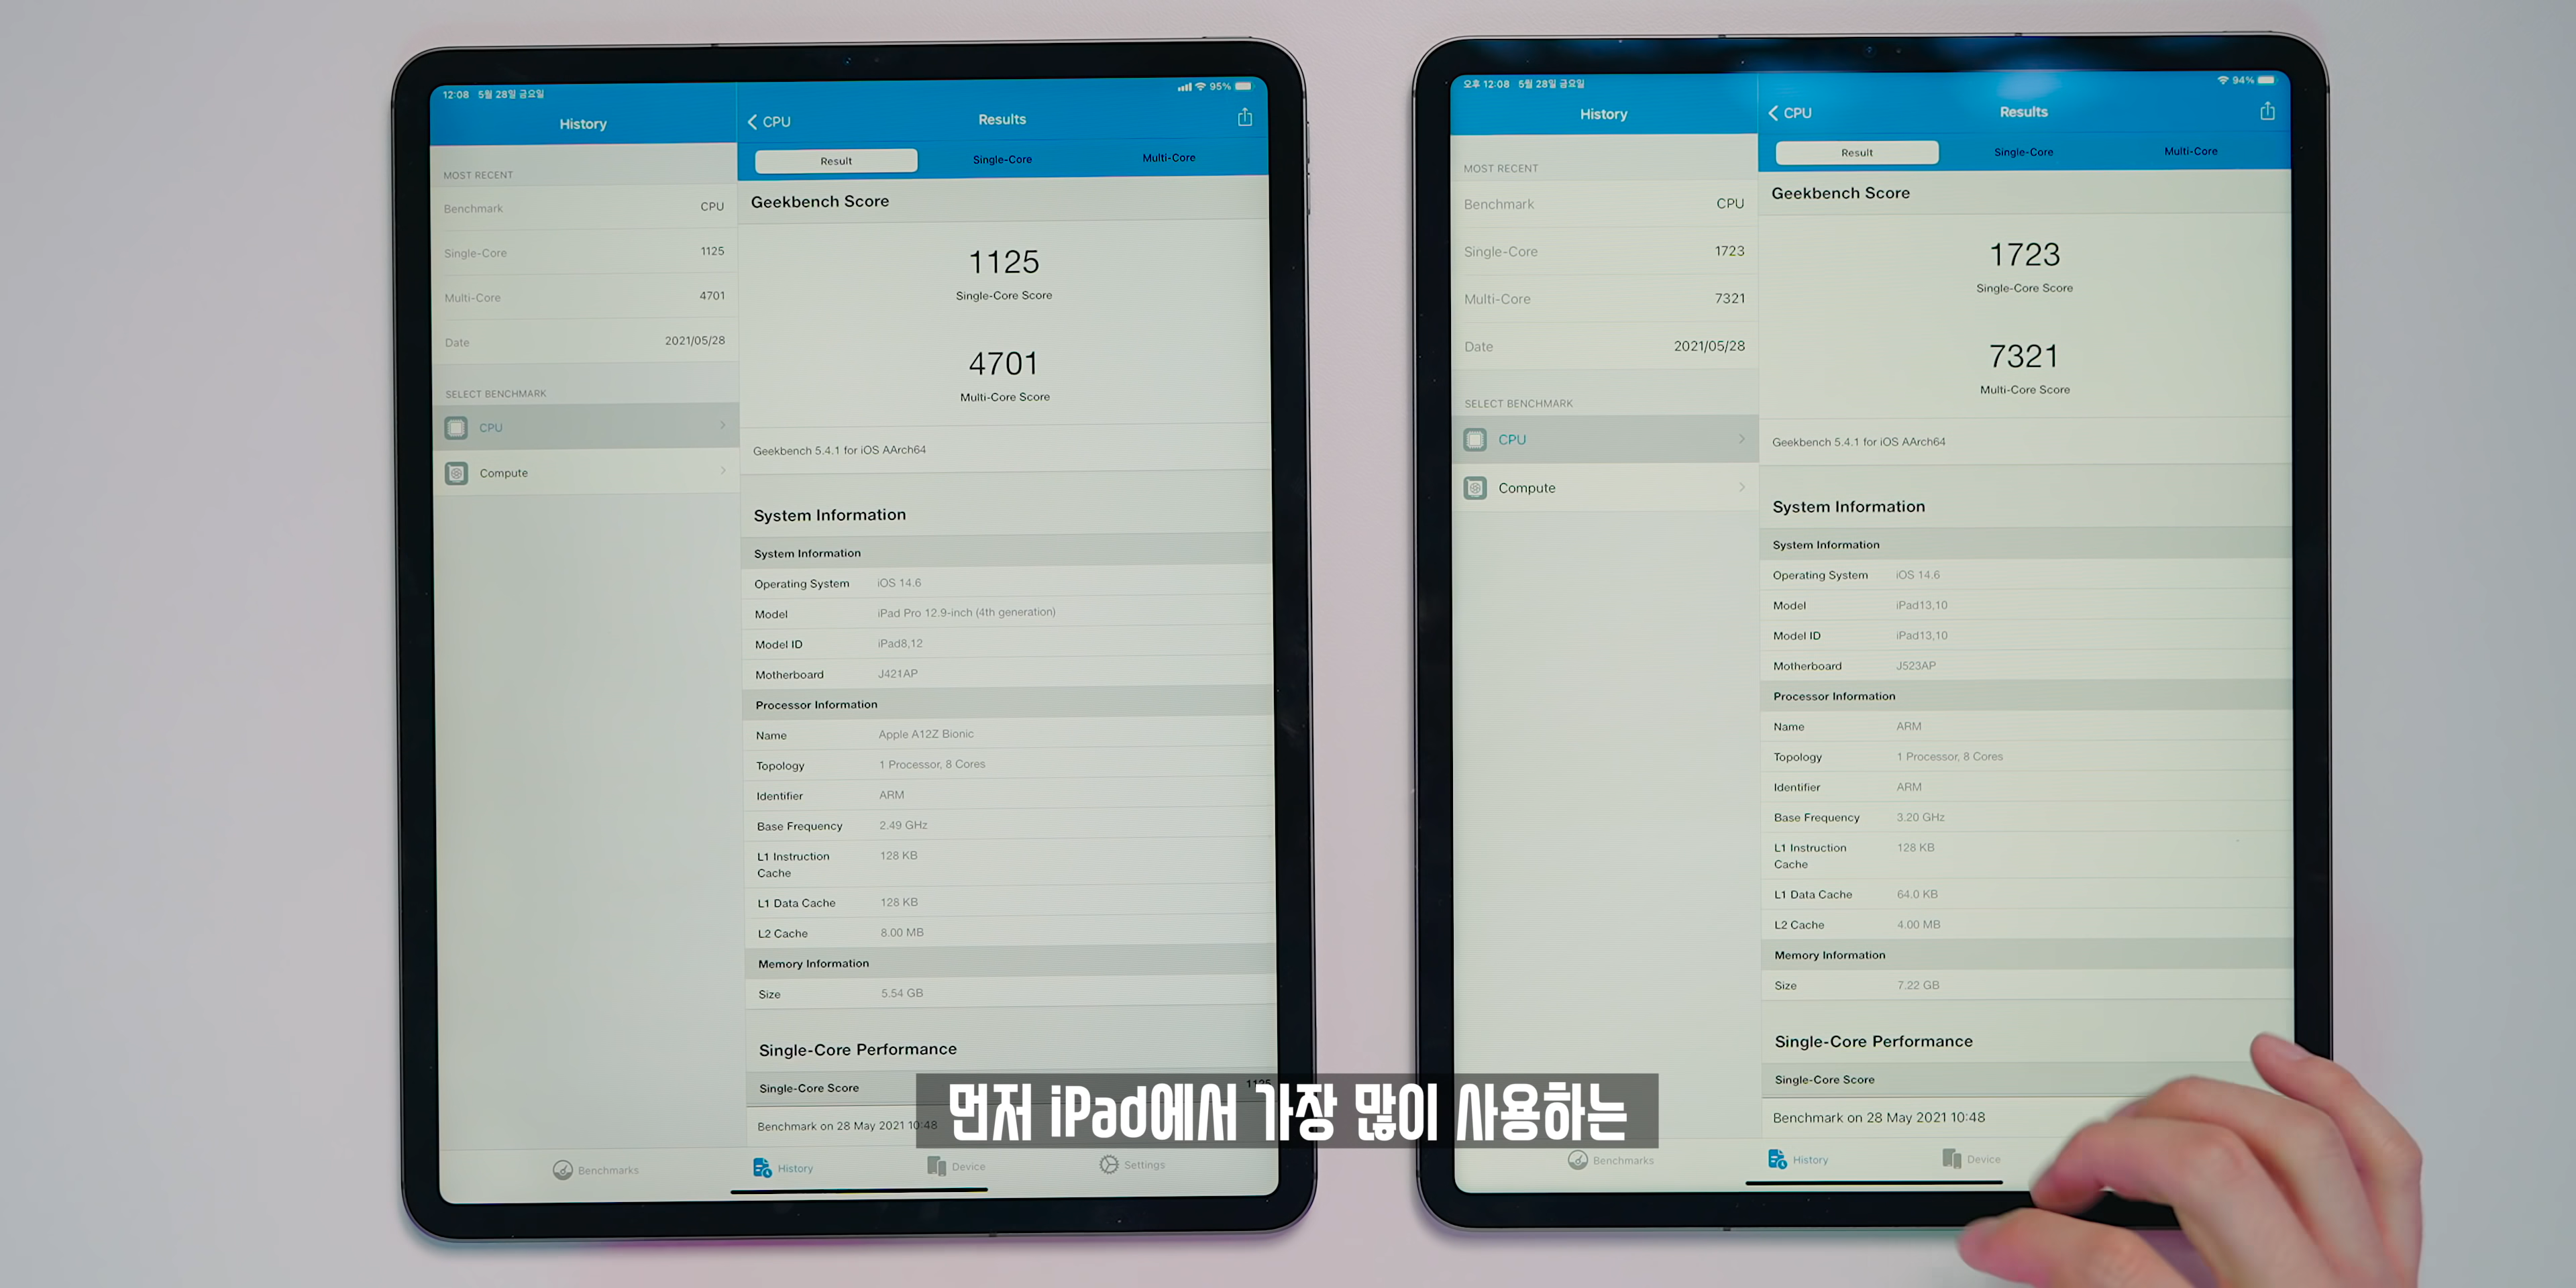 12:08 5월 28일 금요일
95%
History
MOST RECENT
Benchmark CPU
Single-Core 1125
Multi-Core 4701
Date 2021/05/28
SELECT BENCHMARK
CPU
Compute
CPU Results
Result Single-Core Multi-Core
Geekbench Score
1125
Single-Core Score
4701
Multi-Core Score
Geekbench 5.4.1 for iOS AArch64
System Information
System Information
Operating System iOS 14.6
Model iPad Pro 12.9-inch (4th generation)
Model ID iPad8,12
Motherboard J421AP
Processor Information
Name Apple A12Z Bionic
Topology 1 Processor, 8 Cores
Identifier ARM
Base Frequency 2.49 GHz
L1 Instruction Cache 128 KB
L1 Data Cache 128 KB
L2 Cache 8.00 MB
Memory Information
Size 5.54 GB
Single-Core Performance
Single-Core Score 1125
Benchmark on 28 May 2021 10:48
Benchmarks History Device Settings
오후 12:08 5월 28일 금요일
94%
History
MOST RECENT
Benchmark CPU
Single-Core 1723
Multi-Core 7321
Date 2021/05/28
SELECT BENCHMARK
CPU
Compute
CPU Results
Result Single-Core Multi-Core
Geekbench Score
1723
Single-Core Score
7321
Multi-Core Score
Geekbench 5.4.1 for iOS AArch64
System Information
System Information
Operating System iOS 14.6
Model iPad13,10
Model ID iPad13,10
Motherboard J523AP
Processor Information
Name ARM
Topology 1 Processor, 8 Cores
Identifier ARM
Base Frequency 3.20 GHz
L1 Instruction Cache 128 KB
L1 Data Cache 64.0 KB
L2 Cache 4.00 MB
Memory Information
Size 7.22 GB
Single-Core Performance
Single-Core Score
Benchmark on 28 May 2021 10:48
Benchmarks History Device
먼저 iPad에서 가장 많이 사용하는